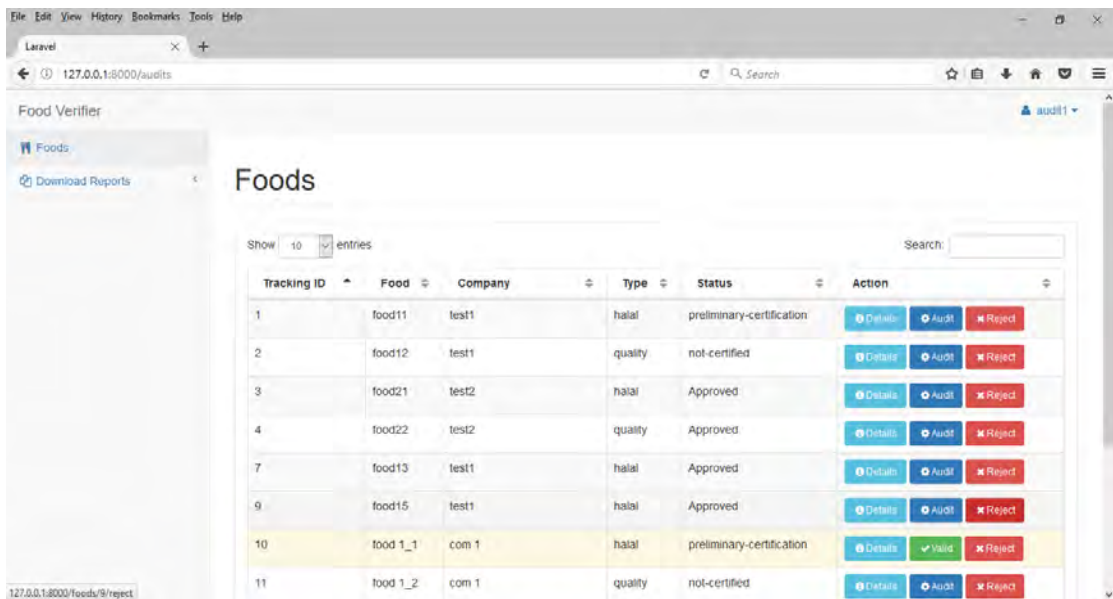 File Edit View History Bookmarks Tools Help
Laravel
127.0.0.1:8000/audits
Search
Food Verifier
audit1
Foods
Download Reports
Foods
Show 10 entries
Search:
Tracking ID Food Company Type Status Action
1 food11 test1 halal preliminary-certification Details Audit Reject
2 food12 test1 quality not-certified Details Audit Reject
3 food21 test2 halal Approved Details Audit Reject
4 food22 test2 quality Approved Details Audit Reject
7 food13 test1 halal Approved Details Audit Reject
9 food15 test1 halal Approved Details Audit Reject
10 food 1_1 com 1 halal preliminary-certification Details Valid Reject
11 food 1_2 com 1 quality not-certified Details Audit Reject
127.0.0.1:8000/foods/9/reject